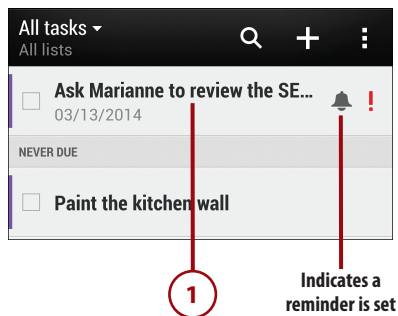 All tasks
All lists
Ask Marianne to review the SE...
03/13/2014
!
NEVER DUE
Paint the kitchen wall
1
Indicates a
reminder is set